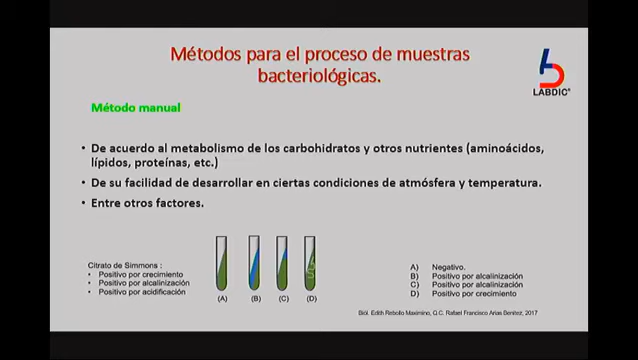 Métodos para el proceso de muestras
bacteriológicas.
LABDIC
Método manual
• De acuerdo al metabolismo de los carbohidratos y otros nutrientes (aminoácidos,
lípidos, proteínas, etc.)
• De su facilidad de desarrollar en ciertas condiciones de atmósfera y temperatura.
• Entre otros factores.
Citrato de Simmons :
• Positivo por crecimiento
• Positivo por alcalinización
• Positivo por acidificación
(A) (B) (C) (D)
A) Negativo.
B) Positivo por alcalinización
C) Positivo por alcalinización
D) Positivo por crecimiento
Biól. Edith Rebollo Maximino, Q.C. Rafael Francisco Arias Benítez, 2017